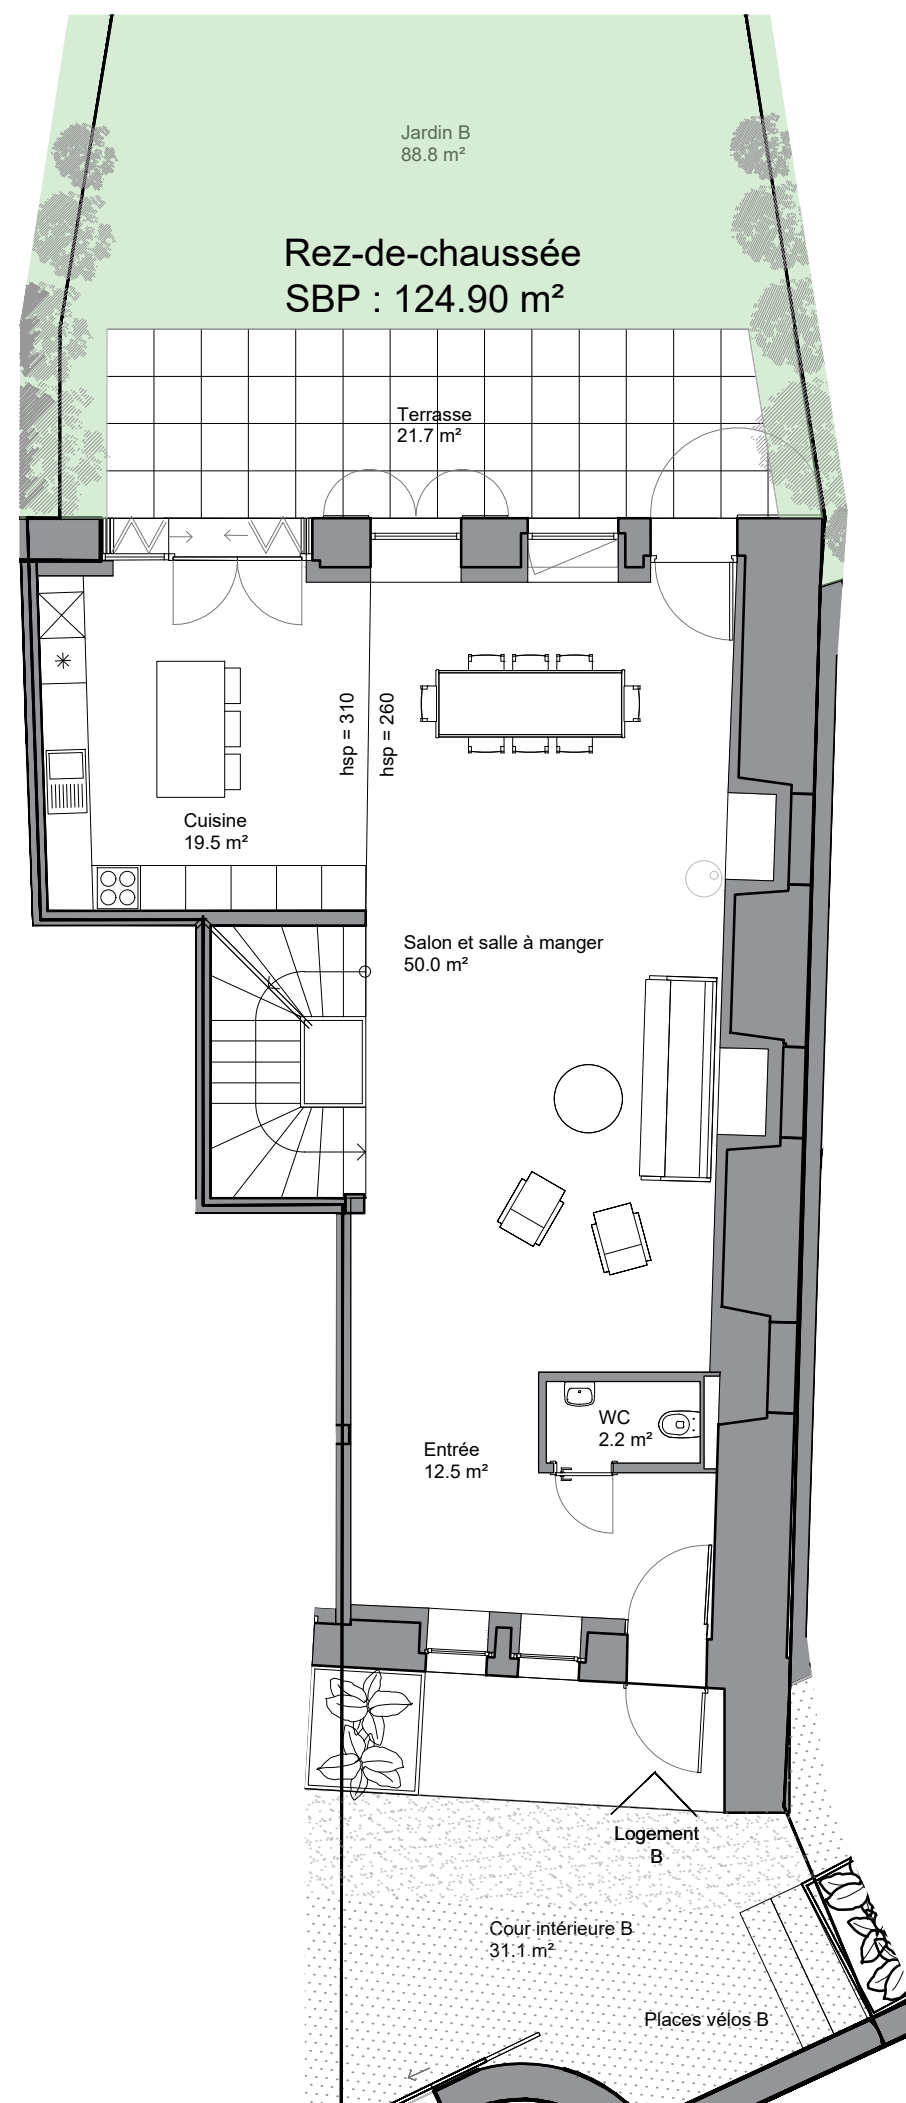 Jardin B
88.8 m²
Rez-de-chaussée
SBP : 124.90 m²
Terrasse
21.7 m²
hsp = 310
hsp = 260
Cuisine
19.5 m²
Salon et salle à manger
50.0 m²
WC
2.2 m²
Entrée
12.5 m²
Logement
B
Cour intérieure B
31.1 m²
Places vélos B